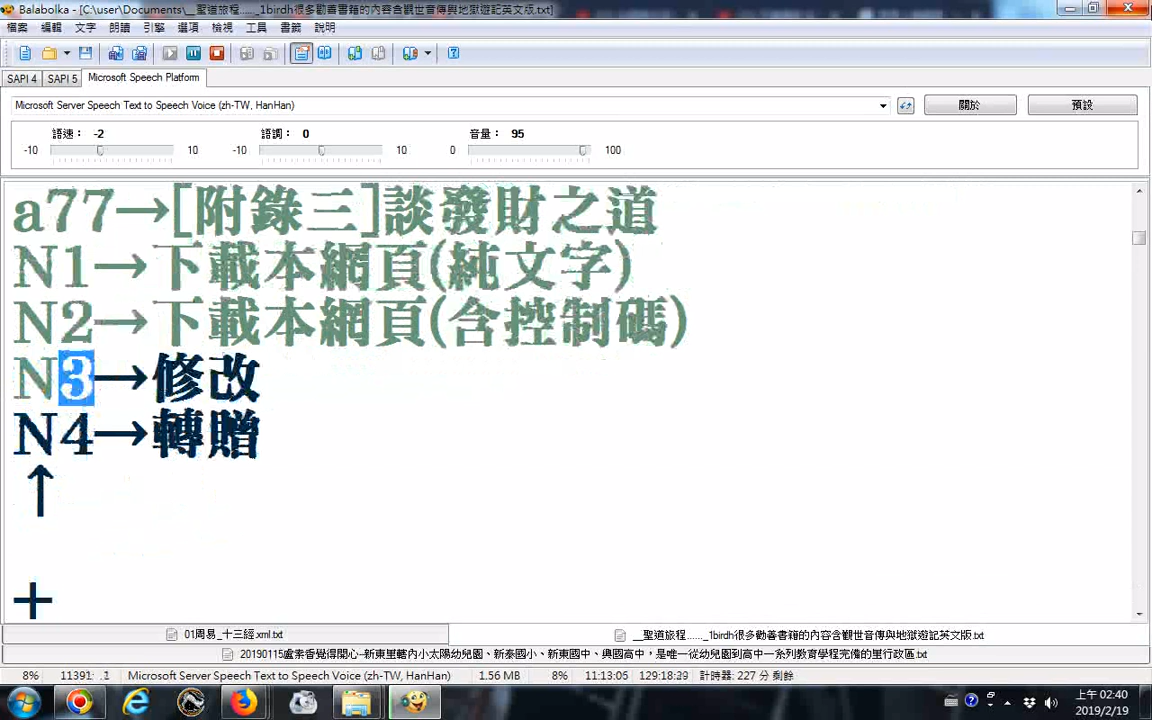 Balabolka - [C:\user\Documents\__聖道旅程......_1birdh很多勸善書籍的內容含觀世音傳與地獄遊記英文版.txt]
檔案 編輯 文字 朗讀 引擎 選項 檢視 工具 書籤 說明
SAPI 4 SAPI 5 Microsoft Speech Platform
Microsoft Server Speech Text to Speech Voice (zh-TW, HanHan) 關於 預設
語速： -2 語調： 0 音量： 95
-10 10 -10 10 0 100
a77→[附錄三]談發財之道
N1→下載本網頁(純文字)
N2→下載本網頁(含控制碼)
N3→修改
N4→轉贈
↑
+
01周易_十三經.xml.txt __聖道旅程......_1birdh很多勸善書籍的內容含觀世音傳與地獄遊記英文版.txt
20190115盧素香覺得開心-新東里轄內小太陽幼兒園、新泰國小、新東國中、興國高中，是唯一從幼兒園到高中一系列教育學程完備的里行政區.txt
8% 11391: .1 Microsoft Server Speech Text to Speech Voice (zh-TW, HanHan) 1.56 MB 8% 11:13:05 129:18:39 計時器: 227 分 剩餘
上午 02:40
2019/2/19